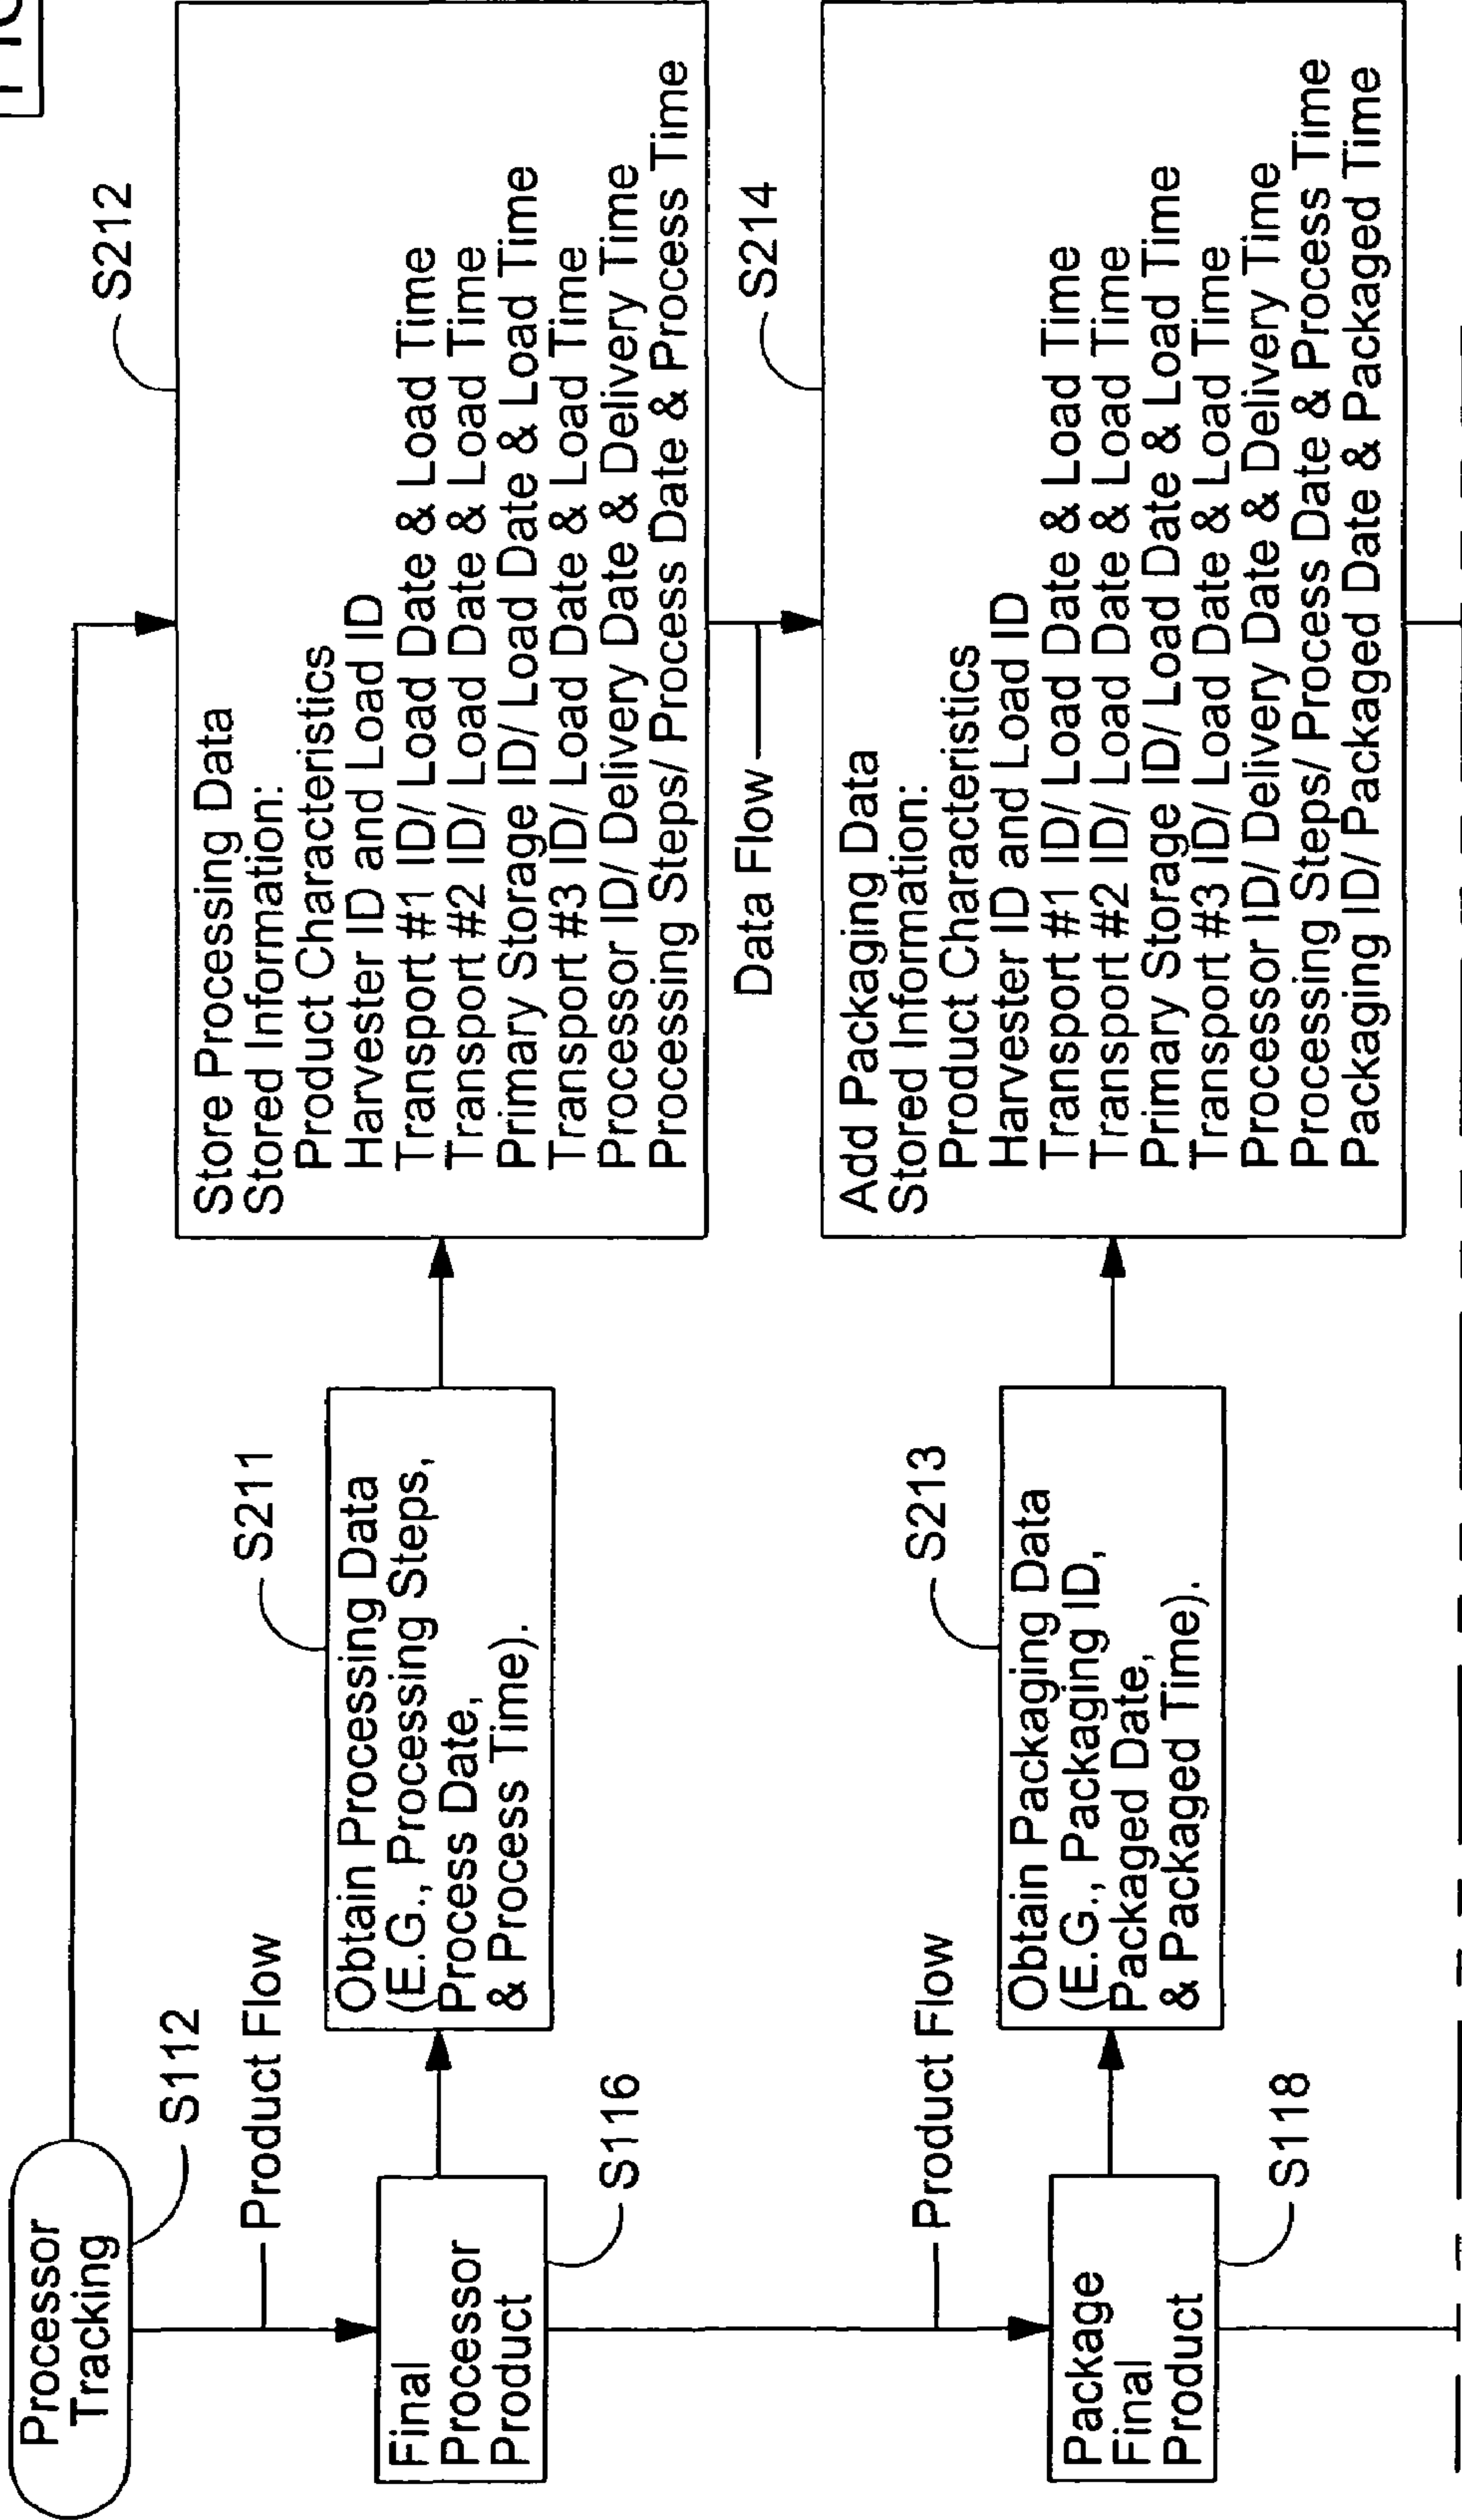 Processor
Tracking
S112
Product Flow
Final
Processor
Product
S116
Obtain Processing Data
(E.G., Processing Steps,
Process Date,
& Process Time).
S211
Store Processing Data
Stored Information:
Product Characteristics
Harvester ID and Load ID
Transport #1 ID/ Load Date & Load Time
Transport #2 ID/ Load Date & Load Time
Primary Storage ID/ Load Date & Load Time
Transport #3 ID/ Load Date & Load Time
Processor ID/ Delivery Date & Delivery Time
Processing Steps/ Process Date & Process Time
S212
Product Flow
Data Flow
Package
Final
Product
S118
Obtain Packaging Data
(E.G., Packaging ID,
Packaged Date,
& Packaged Time).
S213
Add Packaging Data
Stored Information:
Product Characteristics
Harvester ID and Load ID
Transport #1 ID/ Load Date & Load Time
Transport #2 ID/ Load Date & Load Time
Primary Storage ID/ Load Date & Load Time
Transport #3 ID/ Load Date & Load Time
Processor ID/ Delivery Date & Delivery Time
Processing Steps/ Process Date & Process Time
Packaging ID/ Packaged Date & Packaged Time
S214